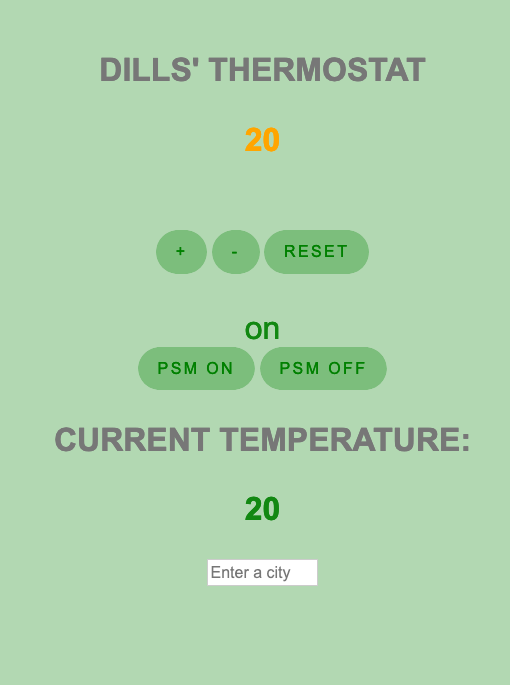 DILLS' THERMOSTAT
20
+ - RESET
on
PSM ON PSM OFF
CURRENT TEMPERATURE:
20
Enter a city